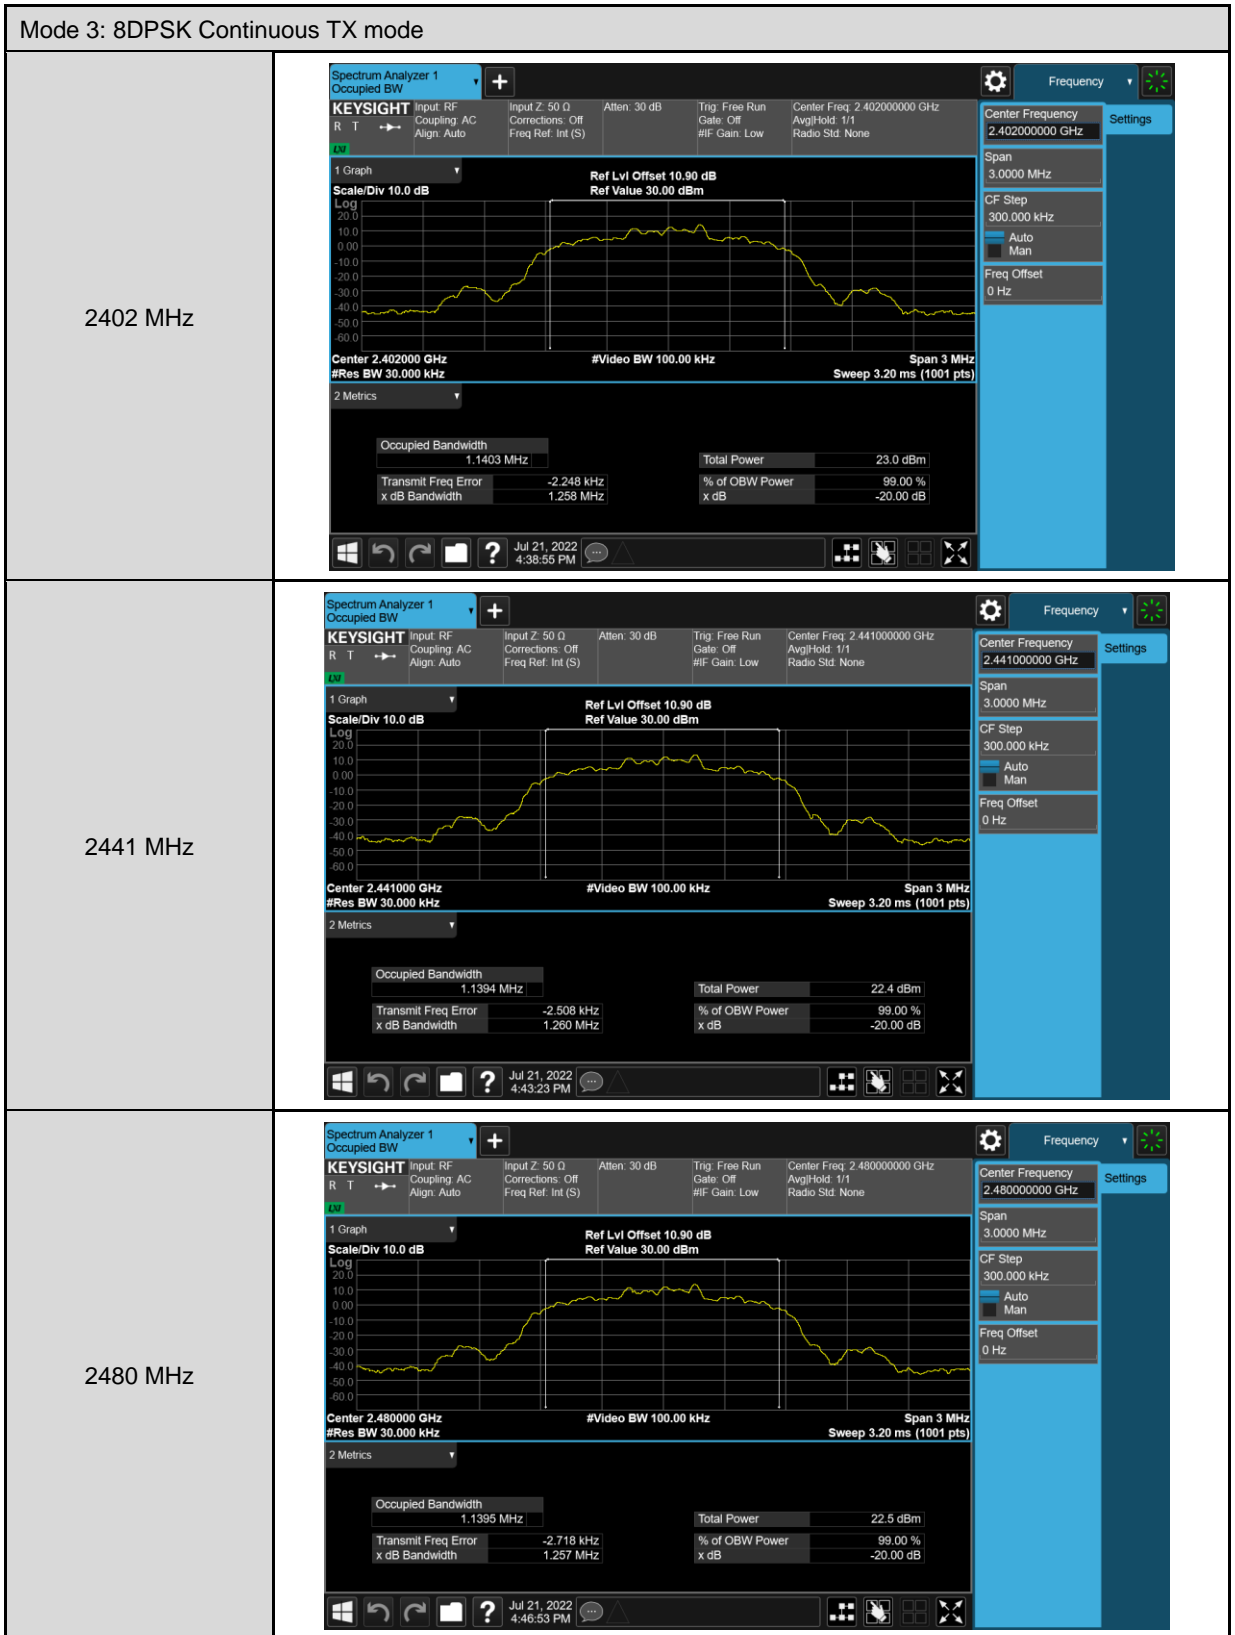 Mode 3: 8DPSK Continuous TX mode
2402 MHz
Spectrum Analyzer 1
Occupied BW
Frequency
KEYSIGHT
R T
LXI
Input: RF
Coupling: AC
Align: Auto
Input Z: 50 Ω
Corrections: Off
Freq Ref: Int (S)
Atten: 30 dB
Trig: Free Run
Gate: Off
#IF Gain: Low
Center Freq: 2.402000000 GHz
Avg|Hold: 1/1
Radio Std: None
Center Frequency
2.402000000 GHz
Settings
Span
3.0000 MHz
CF Step
300.000 kHz
Auto
Man
Freq Offset
0 Hz
1 Graph
Scale/Div 10.0 dB
Ref Lvl Offset 10.90 dB
Ref Value 30.00 dBm
Log
20.0
10.0
0.00
-10.0
-20.0
-30.0
-40.0
-50.0
-60.0
Center 2.402000 GHz
#Video BW 100.00 kHz
Span 3 MHz
#Res BW 30.000 kHz
Sweep 3.20 ms (1001 pts)
2 Metrics
Occupied Bandwidth
1.1403 MHz
Total Power 23.0 dBm
Transmit Freq Error -2.248 kHz
% of OBW Power 99.00 %
x dB Bandwidth 1.258 MHz
x dB -20.00 dB
?
Jul 21, 2022
4:38:55 PM
2441 MHz
Spectrum Analyzer 1
Occupied BW
Frequency
KEYSIGHT
R T
LXI
Input: RF
Coupling: AC
Align: Auto
Input Z: 50 Ω
Corrections: Off
Freq Ref: Int (S)
Atten: 30 dB
Trig: Free Run
Gate: Off
#IF Gain: Low
Center Freq: 2.441000000 GHz
Avg|Hold: 1/1
Radio Std: None
Center Frequency
2.441000000 GHz
Settings
Span
3.0000 MHz
CF Step
300.000 kHz
Auto
Man
Freq Offset
0 Hz
1 Graph
Scale/Div 10.0 dB
Ref Lvl Offset 10.90 dB
Ref Value 30.00 dBm
Log
20.0
10.0
0.00
-10.0
-20.0
-30.0
-40.0
-50.0
-60.0
Center 2.441000 GHz
#Video BW 100.00 kHz
Span 3 MHz
#Res BW 30.000 kHz
Sweep 3.20 ms (1001 pts)
2 Metrics
Occupied Bandwidth
1.1394 MHz
Total Power 22.4 dBm
Transmit Freq Error -2.508 kHz
% of OBW Power 99.00 %
x dB Bandwidth 1.260 MHz
x dB -20.00 dB
?
Jul 21, 2022
4:43:23 PM
2480 MHz
Spectrum Analyzer 1
Occupied BW
Frequency
KEYSIGHT
R T
LXI
Input: RF
Coupling: AC
Align: Auto
Input Z: 50 Ω
Corrections: Off
Freq Ref: Int (S)
Atten: 30 dB
Trig: Free Run
Gate: Off
#IF Gain: Low
Center Freq: 2.480000000 GHz
Avg|Hold: 1/1
Radio Std: None
Center Frequency
2.480000000 GHz
Settings
Span
3.0000 MHz
CF Step
300.000 kHz
Auto
Man
Freq Offset
0 Hz
1 Graph
Scale/Div 10.0 dB
Ref Lvl Offset 10.90 dB
Ref Value 30.00 dBm
Log
20.0
10.0
0.00
-10.0
-20.0
-30.0
-40.0
-50.0
-60.0
Center 2.480000 GHz
#Video BW 100.00 kHz
Span 3 MHz
#Res BW 30.000 kHz
Sweep 3.20 ms (1001 pts)
2 Metrics
Occupied Bandwidth
1.1395 MHz
Total Power 22.5 dBm
Transmit Freq Error -2.718 kHz
% of OBW Power 99.00 %
x dB Bandwidth 1.257 MHz
x dB -20.00 dB
?
Jul 21, 2022
4:46:53 PM